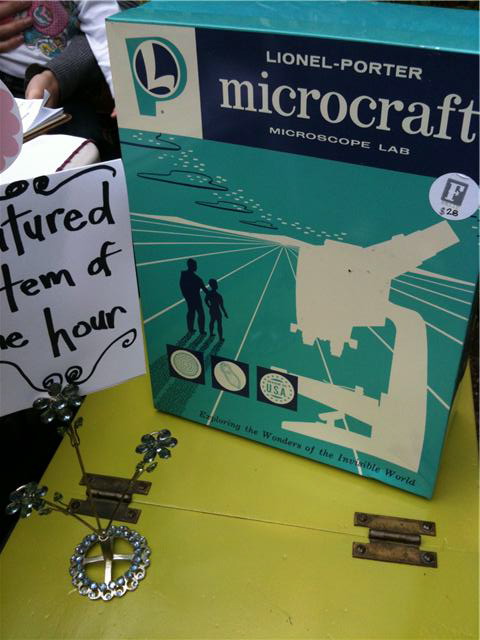 LIONEL-PORTER
microcraft
MICROSCOPE LAB
F
$28
tured
tem of
e hour
USA
Exploring the Wonders of the Invisible World